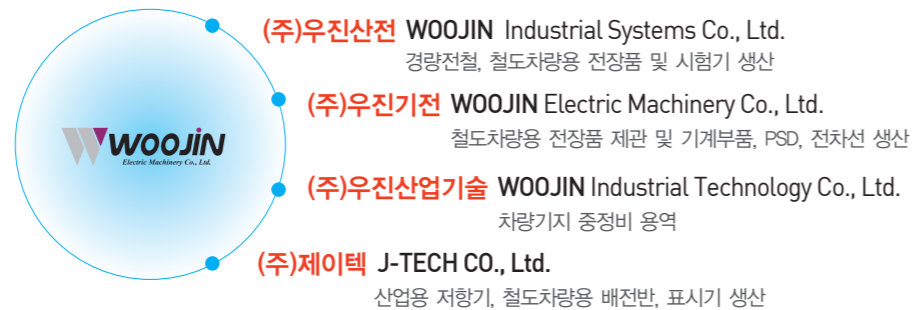 WOOJIN
Electric Machinery Co., Ltd.
(주)우진산전 WOOJIN Industrial Systems Co., Ltd.
경량전철, 철도차량용 전장품 및 시험기 생산
(주)우진기전 WOOJIN Electric Machinery Co., Ltd.
철도차량용 전장품 제관 및 기계부품, PSD, 전차선 생산
(주)우진산업기술 WOOJIN Industrial Technology Co., Ltd.
차량기지 중정비 용역
(주)제이텍 J-TECH CO., Ltd.
산업용 저항기, 철도차량용 배전반, 표시기 생산